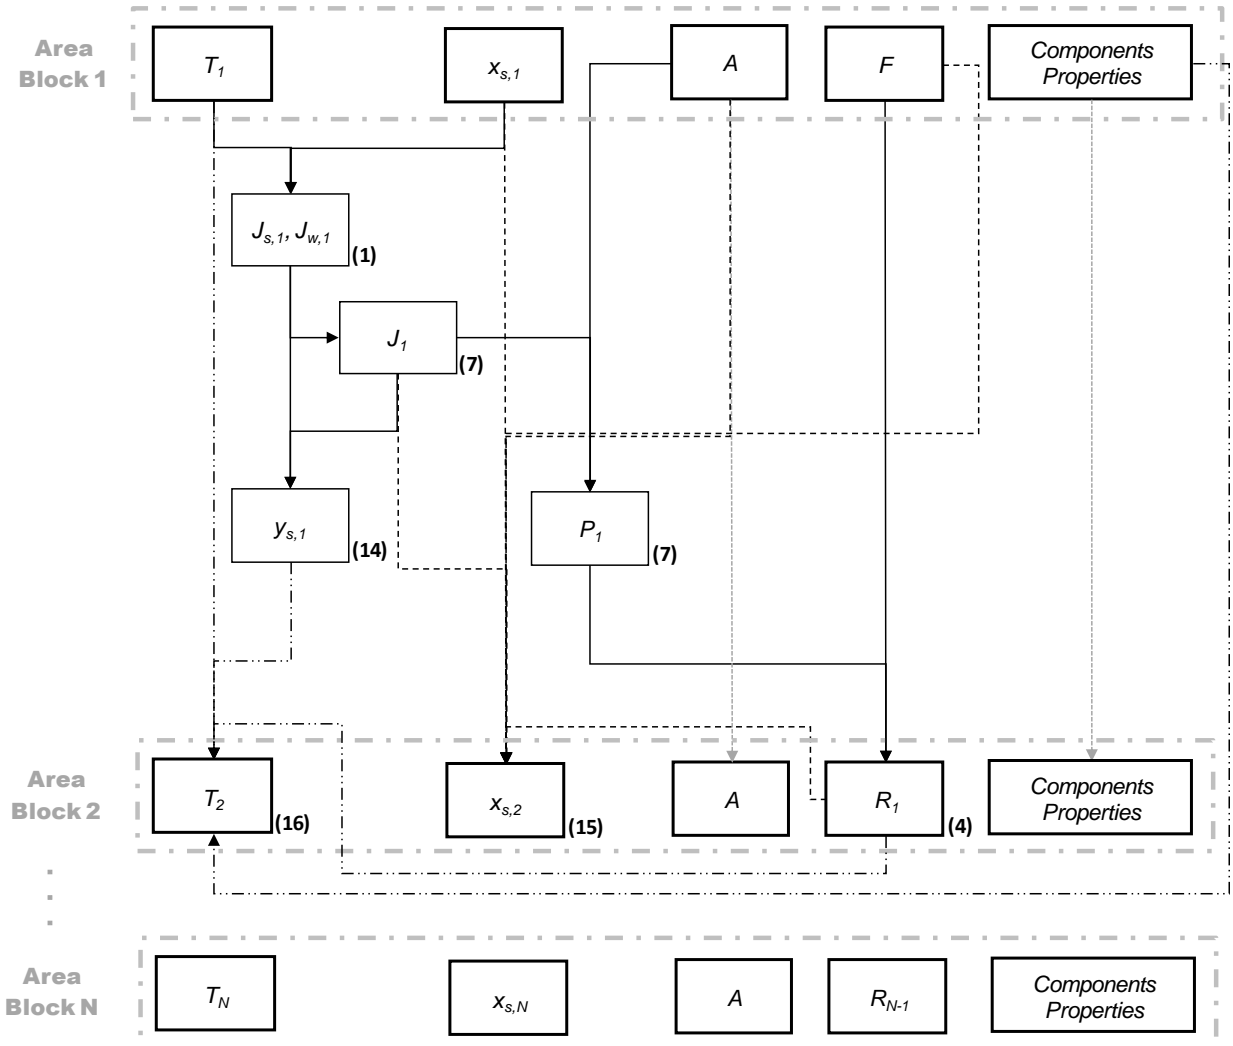 Area
Block 1
T1
xs,1
A
F
Components
Properties
Js,1, Jw,1
(1)
J1
(7)
ys,1
(14)
P1
(7)
Area
Block 2
T2
(16)
xs,2
(15)
A
R1
(4)
Components
Properties
.
.
.
Area
Block N
TN
xs,N
A
RN-1
Components
Properties